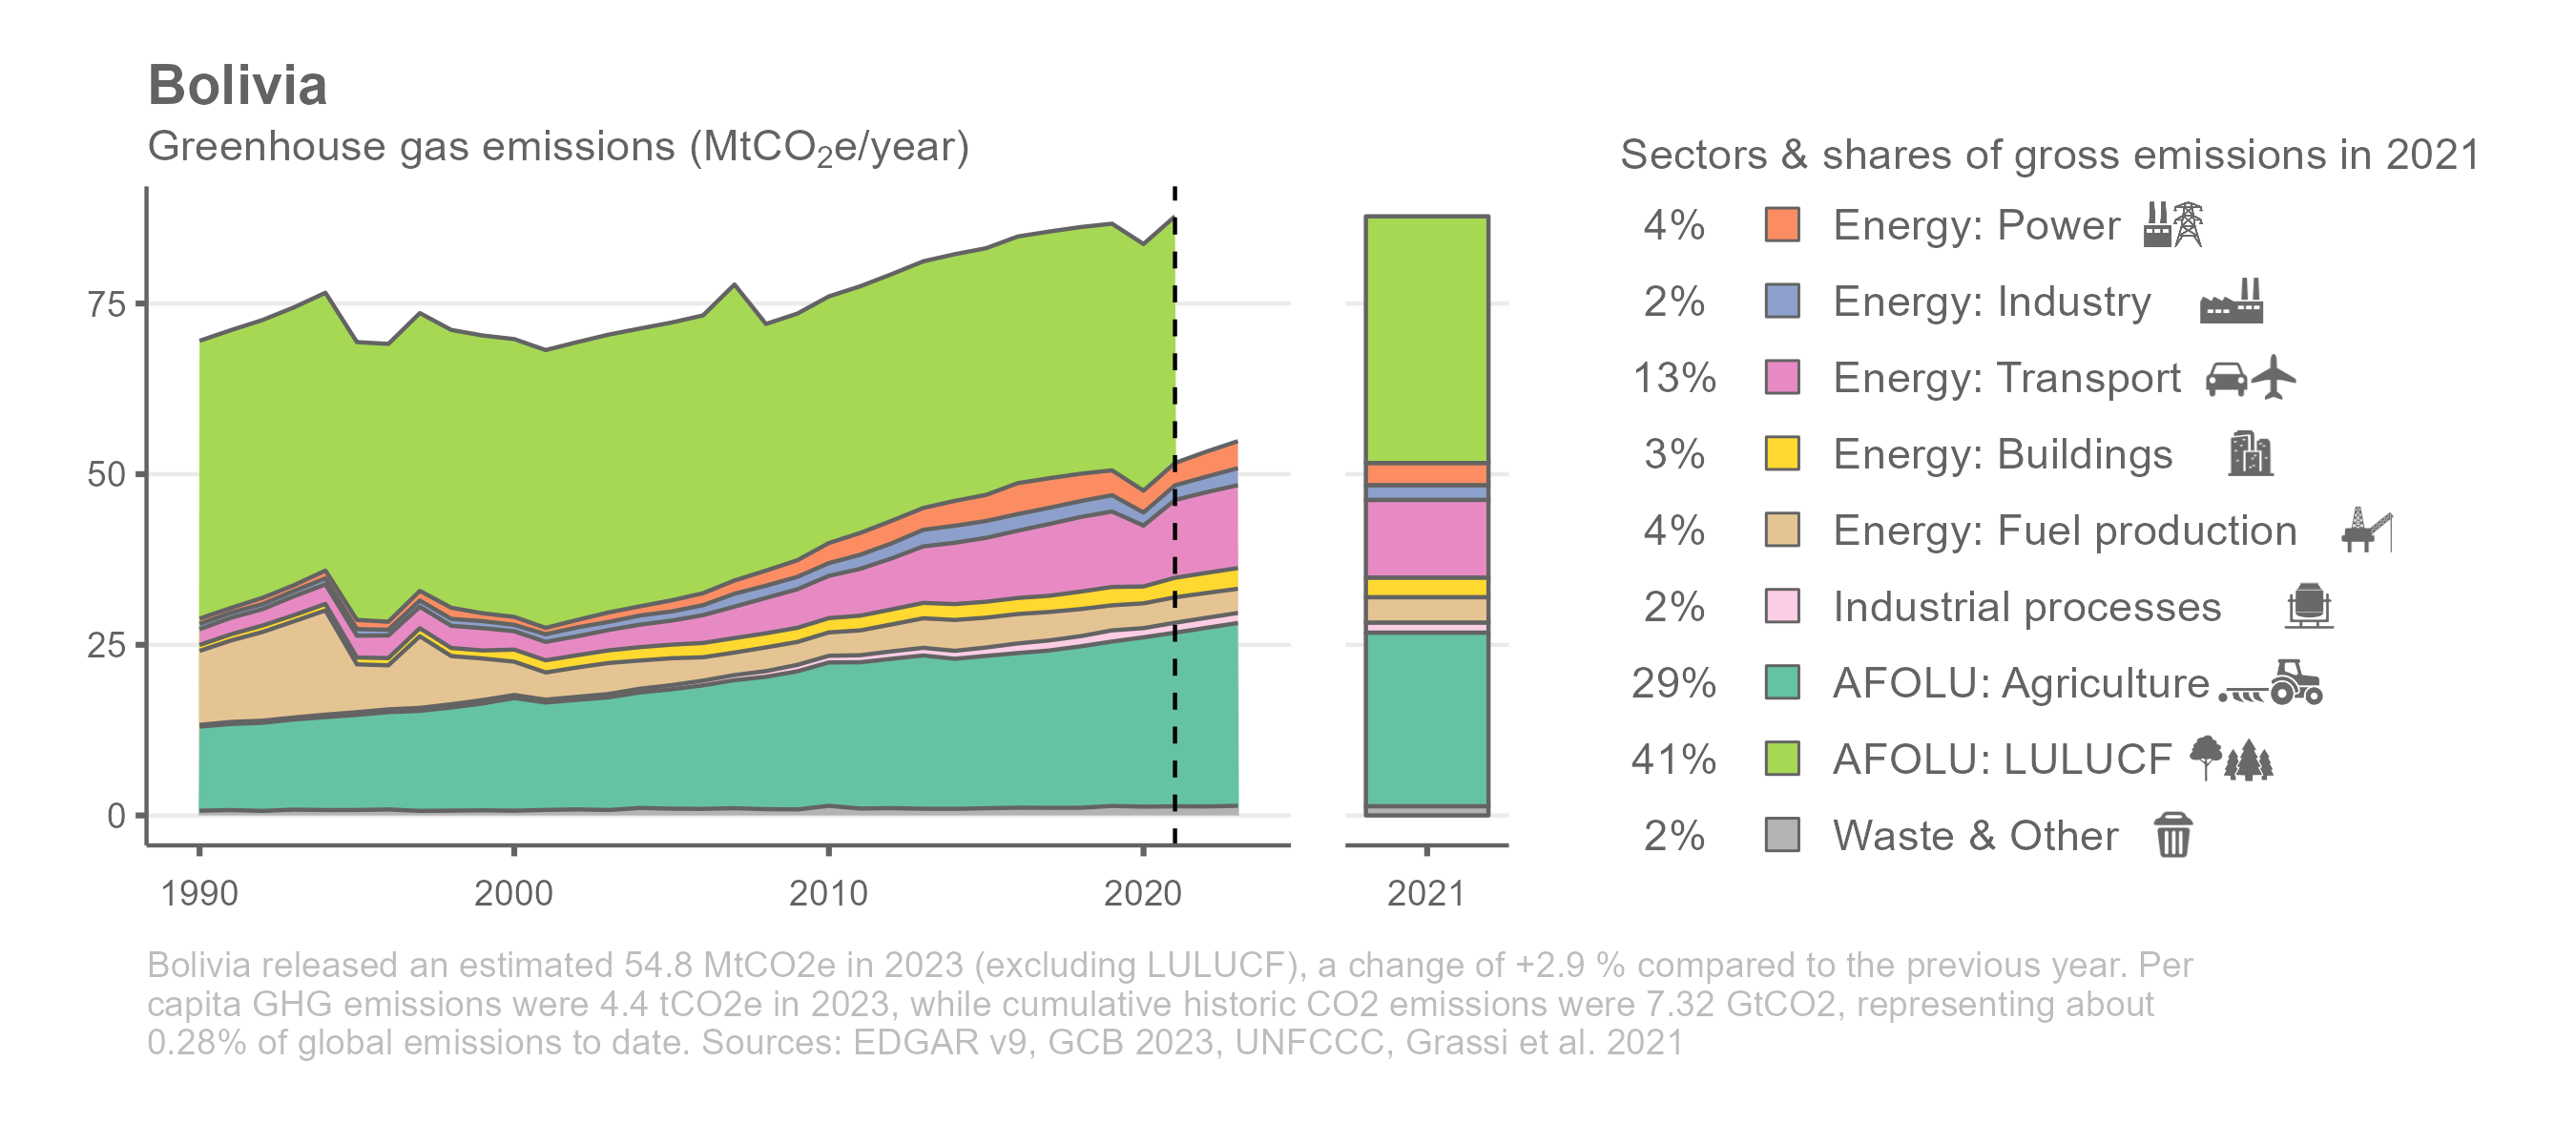 Bolivia
Greenhouse gas emissions (MtCO₂e/year)
75
50
25
0
1990
2000
2010
2020
2021
Sectors & shares of gross emissions in 2021
4% Energy: Power
2% Energy: Industry
13% Energy: Transport
3% Energy: Buildings
4% Energy: Fuel production
2% Industrial processes
29% AFOLU: Agriculture
41% AFOLU: LULUCF
2% Waste & Other
Bolivia released an estimated 54.8 MtCO2e in 2023 (excluding LULUCF), a change of +2.9 % compared to the previous year. Per
capita GHG emissions were 4.4 tCO2e in 2023, while cumulative historic CO2 emissions were 7.32 GtCO2, representing about
0.28% of global emissions to date. Sources: EDGAR v9, GCB 2023, UNFCCC, Grassi et al. 2021